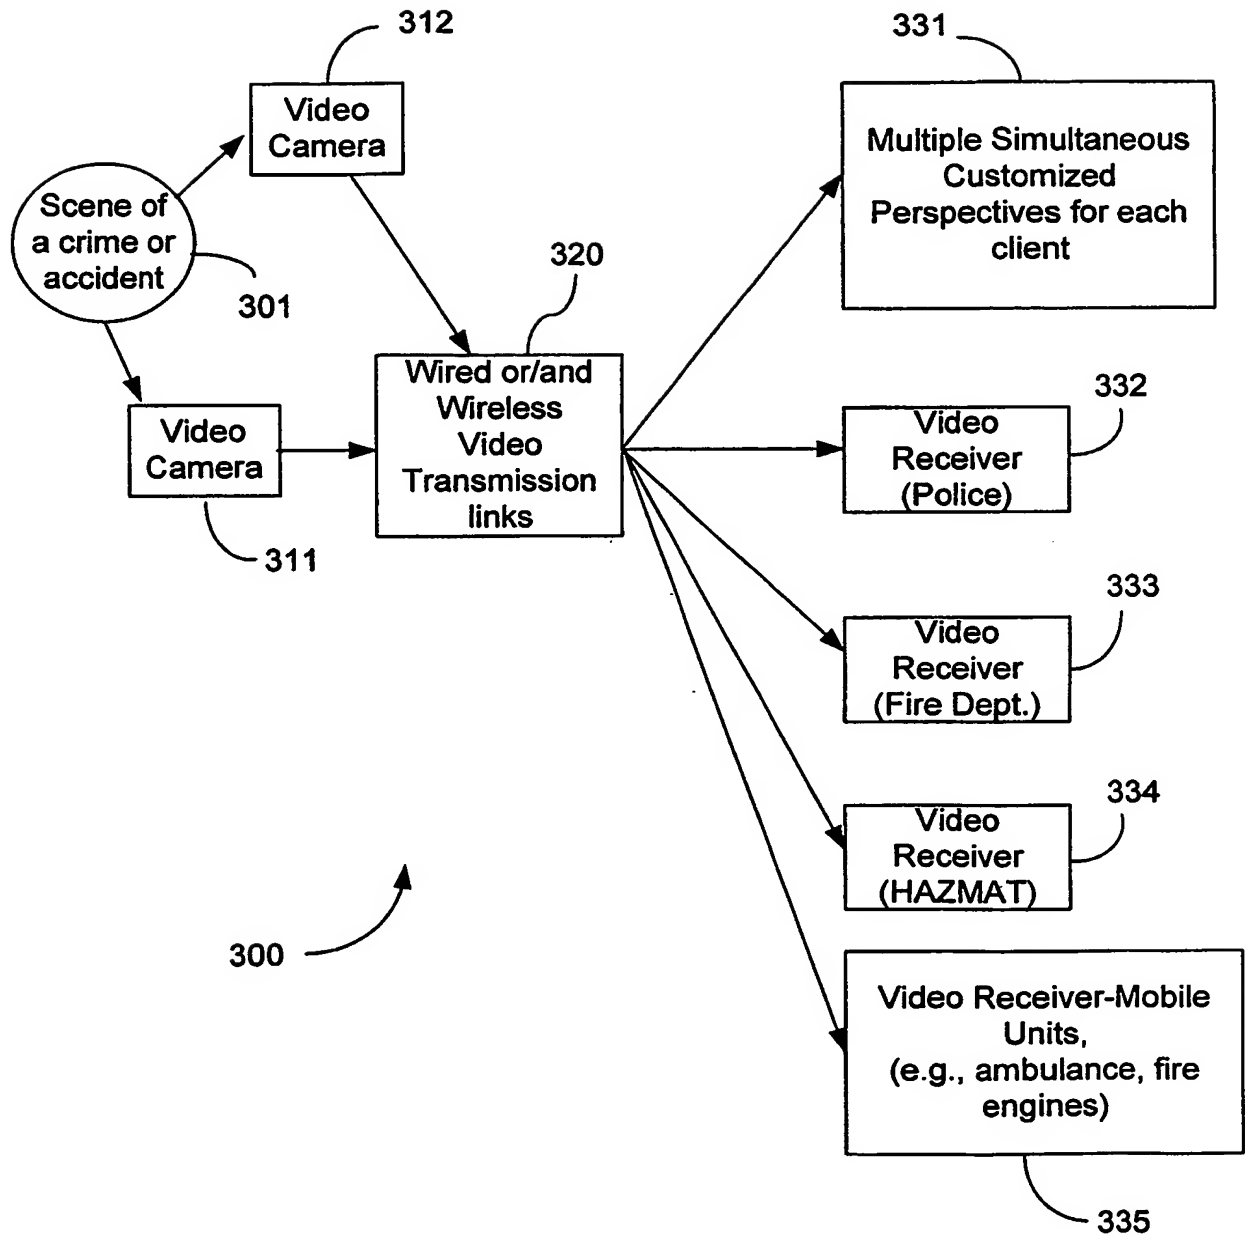 312
331
Video
Camera
Multiple Simultaneous
Customized
Perspectives for each
client
Scene of
a crime or
accident
301
320
Wired or/and
Wireless
Video
Transmission
links
332
Video
Receiver
(Police)
Video
Camera
311
333
Video
Receiver
(Fire Dept.)
334
Video
Receiver
(HAZMAT)
300
Video Receiver-Mobile
Units,
(e.g., ambulance, fire
engines)
335